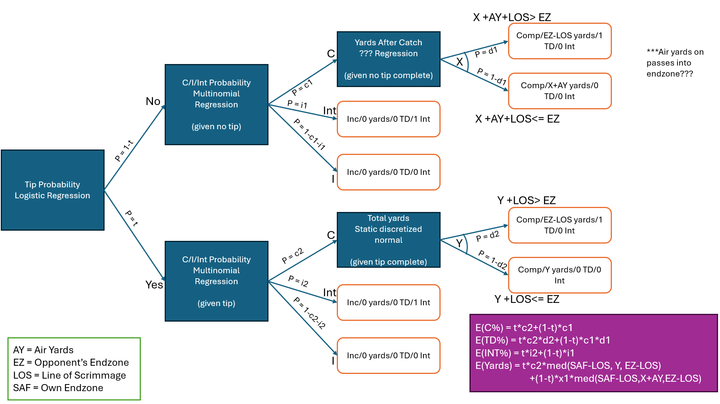 X +AY+LOS> EZ
Yards After Catch
??? Regression
(given no tip complete)
C
P = d1
X
P = 1-d1
Comp/EZ-LOS yards/1
TD/0 Int
Comp/X+AY yards/0
TD/0 Int
X +AY+LOS<= EZ
***Air yards on
passes into
endzone???
No
C/I/Int Probability
Multinomial
Regression
(given no tip)
P = c1
P = i1
P = 1-c1-i1
Int
Inc/0 yards/0 TD/1 Int
I
Inc/0 yards/0 TD/0 Int
P = 1-t
Tip Probability
Logistic Regression
P = t
Yes
C/I/Int Probability
Multinomial
Regression
(given tip)
P = c2
P = i2
P = 1-c2-i2
C
Total yards
Static discretized
normal
(given tip complete)
Y +LOS> EZ
P = d2
Y
P = 1-d2
Comp/EZ-LOS yards/1
TD/0 Int
Comp/Y yards/0 TD/0
Int
Y +LOS<= EZ
Int
Inc/0 yards/0 TD/1 Int
I
Inc/0 yards/0 TD/0 Int
AY = Air Yards
EZ = Opponent's Endzone
LOS = Line of Scrimmage
SAF = Own Endzone
E(C%) = t*c2+(1-t)*c1
E(TD%) = t*c2*d2+(1-t)*c1*d1
E(INT%) = t*i2+(1-t)*i1
E(Yards) = t*c2*med(SAF-LOS, Y, EZ-LOS)
+(1-t)*x1*med(SAF-LOS,X+AY,EZ-LOS)